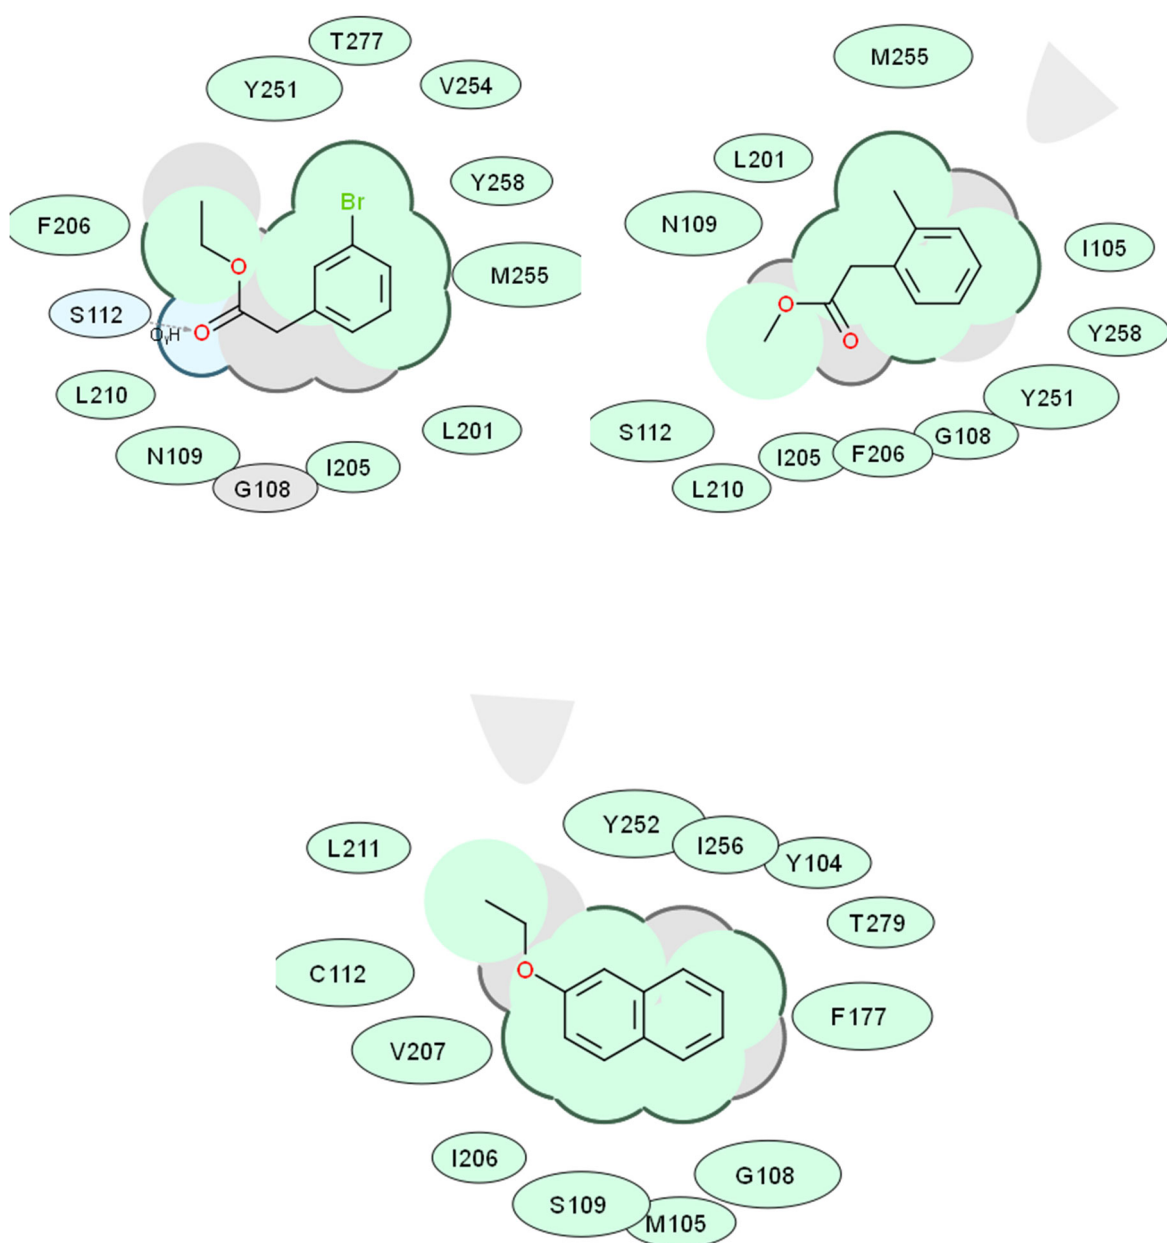 T277
Y251
V254
Br
Y258
F206
O
M255
S112
OγH
O
L210
L201
N109
I205
G108
M255
L201
N109
I105
O
O
Y258
Y251
S112
G108
I205
F206
L210
Y252
I256
L211
Y104
T279
C112
O
F177
V207
I206
G108
S109
M105